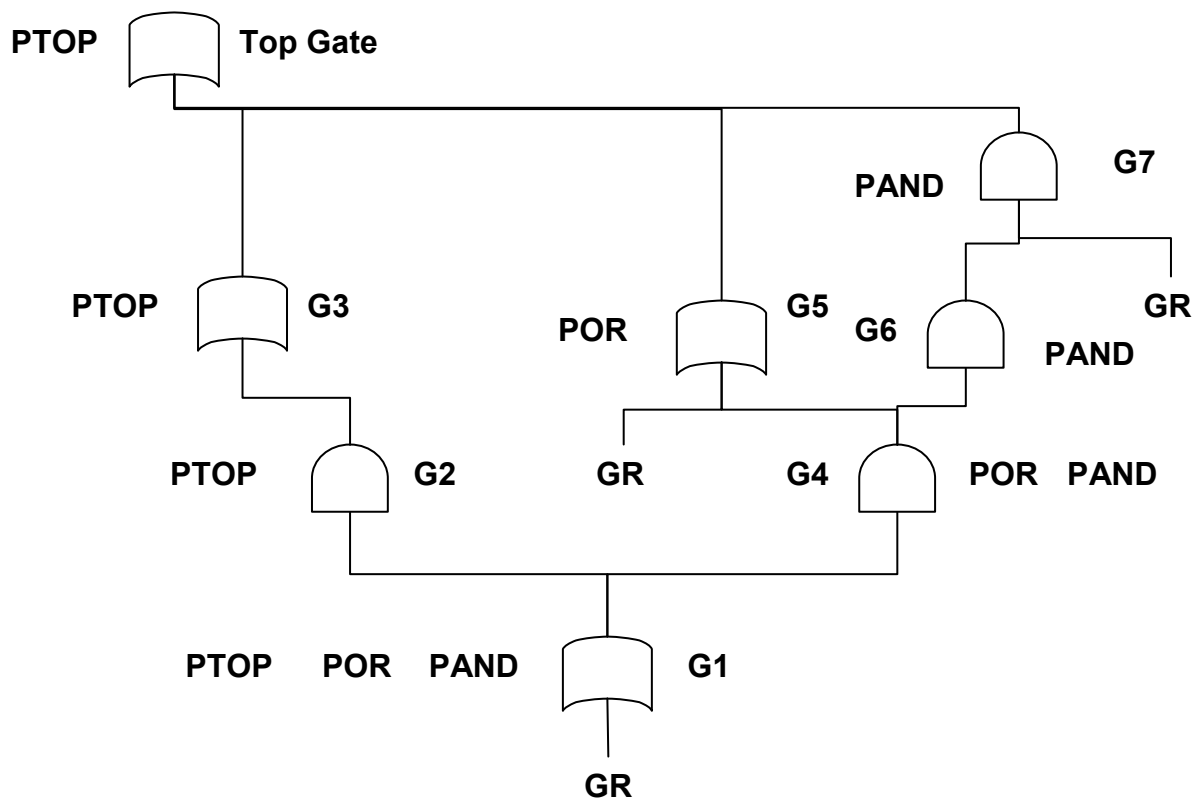 PTOP Top Gate
G7
PAND
PTOP G3 G5 GR
POR G6
PAND
PTOP G2 GR G4 POR PAND
PTOP POR PAND G1
GR